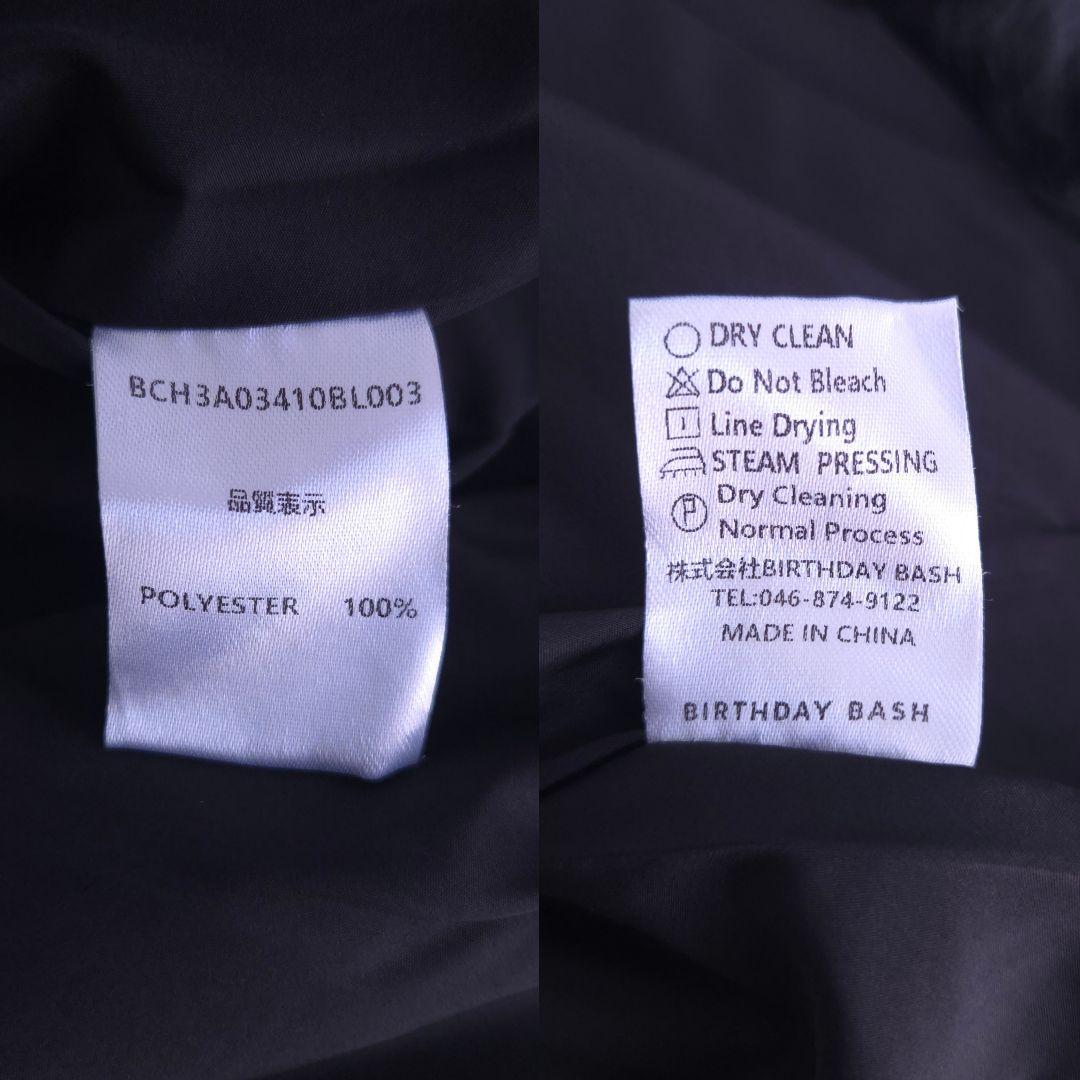 BCH3A03410BL003
品質表示
POLYESTER 100%
DRY CLEAN
Do Not Bleach
Line Drying
STEAM PRESSING
P Dry Cleaning
Normal Process
株式会社BIRTHDAY BASH
TEL:046-874-9122
MADE IN CHINA
BIRTHDAY BASH